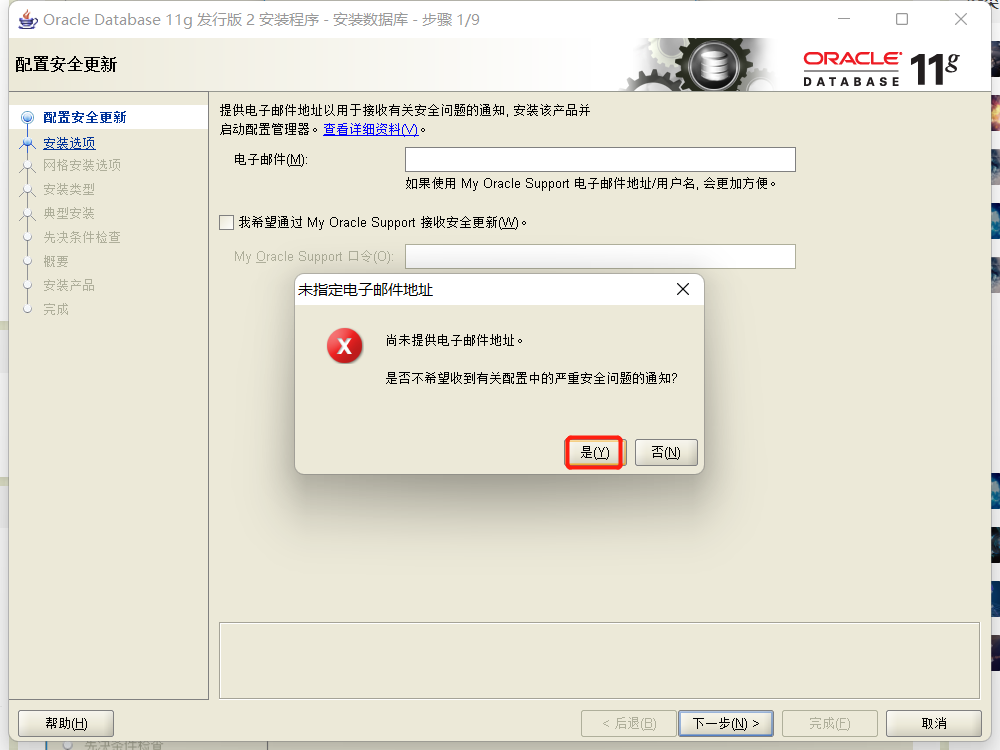 Oracle Database 11g 发行版 2 安装程序 - 安装数据库 - 步骤 1/9
配置安全更新
ORACLE 11g
DATABASE
配置安全更新
安装选项
网格安装选项
安装类型
典型安装
先决条件检查
概要
安装产品
完成
提供电子邮件地址以用于接收有关安全问题的通知, 安装该产品并
启动配置管理器。查看详细资料(V)。
电子邮件(M):
如果使用 My Oracle Support 电子邮件地址/用户名, 会更加方便。
我希望通过 My Oracle Support 接收安全更新(W)。
My Oracle Support 口令(O):
未指定电子邮件地址
尚未提供电子邮件地址。
是否不希望收到有关配置中的严重安全问题的通知?
是(Y)
否(N)
帮助(H)
< 后退(B)
下一步(N) >
完成(F)
取消
先决条件检查